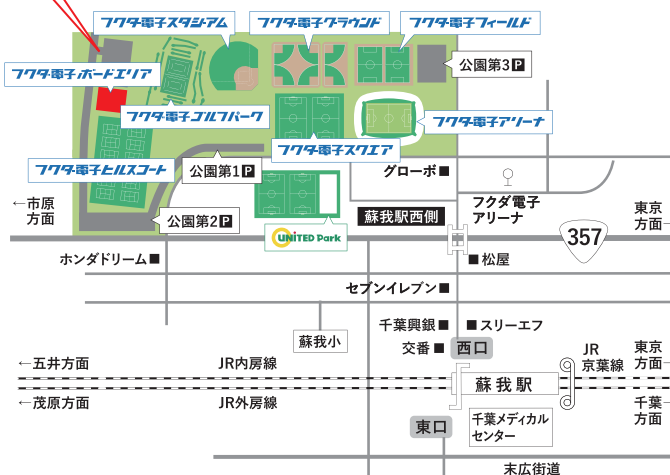 フクダ電子スタジアム
フクダ電子グラウンド
フクダ電子フィールド
公園第3 P
フクダ電子ボードエリア
フクダ電子ゴルフパーク
フクダ電子アリーナ
フクダ電子スクエア
フクダ電子ヒルスコート
公園第1 P
グローボ■
←市原
方面
公園第2 P
蘇我駅西側
フクダ電子
アリーナ
東京
方面→
UNITED Park
357
ホンダドリーム■
■松屋
セブンイレブン■
千葉興銀■
■スリーエフ
蘇我小
交番■
西口
JR
京葉線
東京
方面→
←五井方面
JR内房線
蘇我駅
←茂原方面
JR外房線
千葉
方面→
東口
千葉メディカル
センター
末広街道